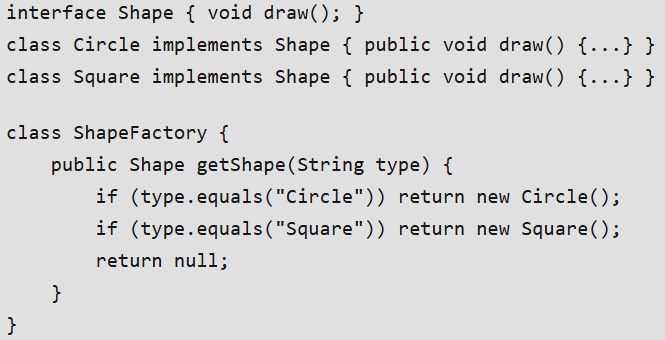 interface Shape { void draw(); }
class Circle implements Shape { public void draw() {...} }
class Square implements Shape { public void draw() {...} }

class ShapeFactory {
    public Shape getShape(String type) {
        if (type.equals("Circle")) return new Circle();
        if (type.equals("Square")) return new Square();
        return null;
    }
}